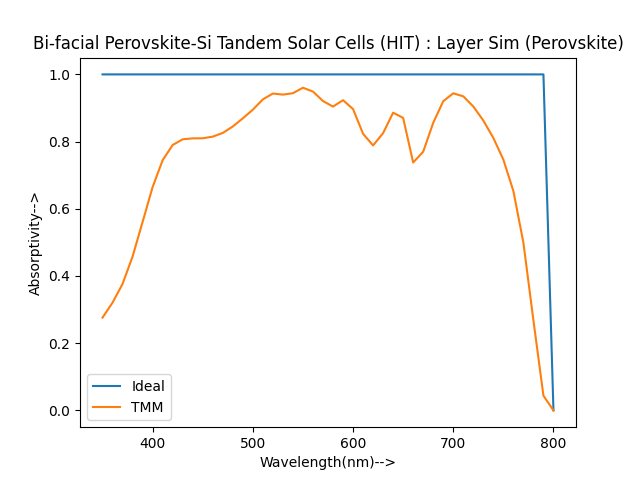 Bi-facial Perovskite-Si Tandem Solar Cells (HIT) : Layer Sim (Perovskite)
1.0
0.8
0.6
0.4
0.2
0.0
Absorptivity-->
Ideal
TMM
400
500
600
700
800
Wavelength(nm)-->